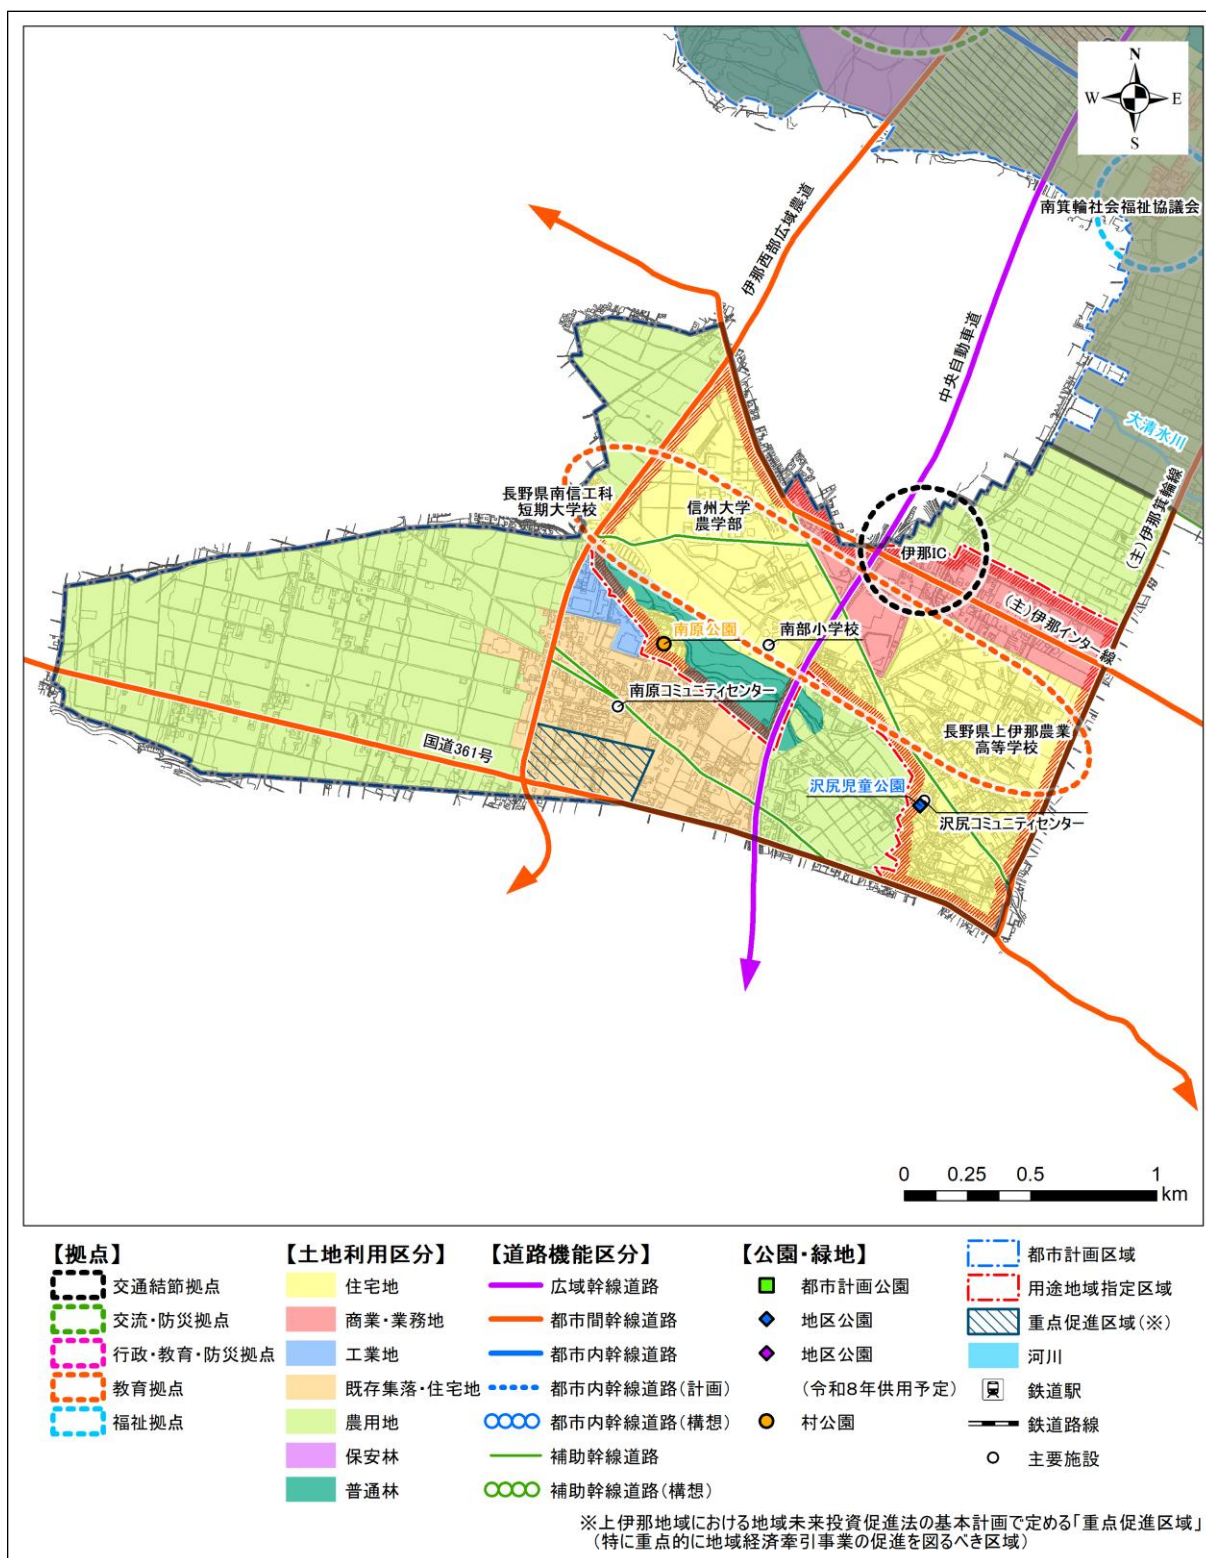 N
W E
S
伊那西部広域農道
南箕輪社会福祉協議会
中央自動車道
大清水川
(主)伊那箕輪線
長野県南信工科
短期大学校
信州大学
農学部
伊那IC
(主)伊那インター線
南原公園
南部小学校
南原コミュニティセンター
長野県上伊那農業
高等学校
国道361号
沢尻児童公園
沢尻コミュニティセンター
0 0.25 0.5 1
km
【拠点】
交通結節拠点
交流・防災拠点
行政・教育・防災拠点
教育拠点
福祉拠点
【土地利用区分】
住宅地
商業・業務地
工業地
既存集落・住宅地
農用地
保安林
普通林
【道路機能区分】
広域幹線道路
都市間幹線道路
都市内幹線道路
都市内幹線道路(計画)
都市内幹線道路(構想)
補助幹線道路
補助幹線道路(構想)
【公園・緑地】
都市計画公園
地区公園
地区公園
(令和8年供用予定)
村公園
都市計画区域
用途地域指定区域
重点促進区域(※)
河川
鉄道駅
鉄道路線
主要施設
※上伊那地域における地域未来投資促進法の基本計画で定める「重点促進区域」
(特に重点的に地域経済牽引事業の促進を図るべき区域)